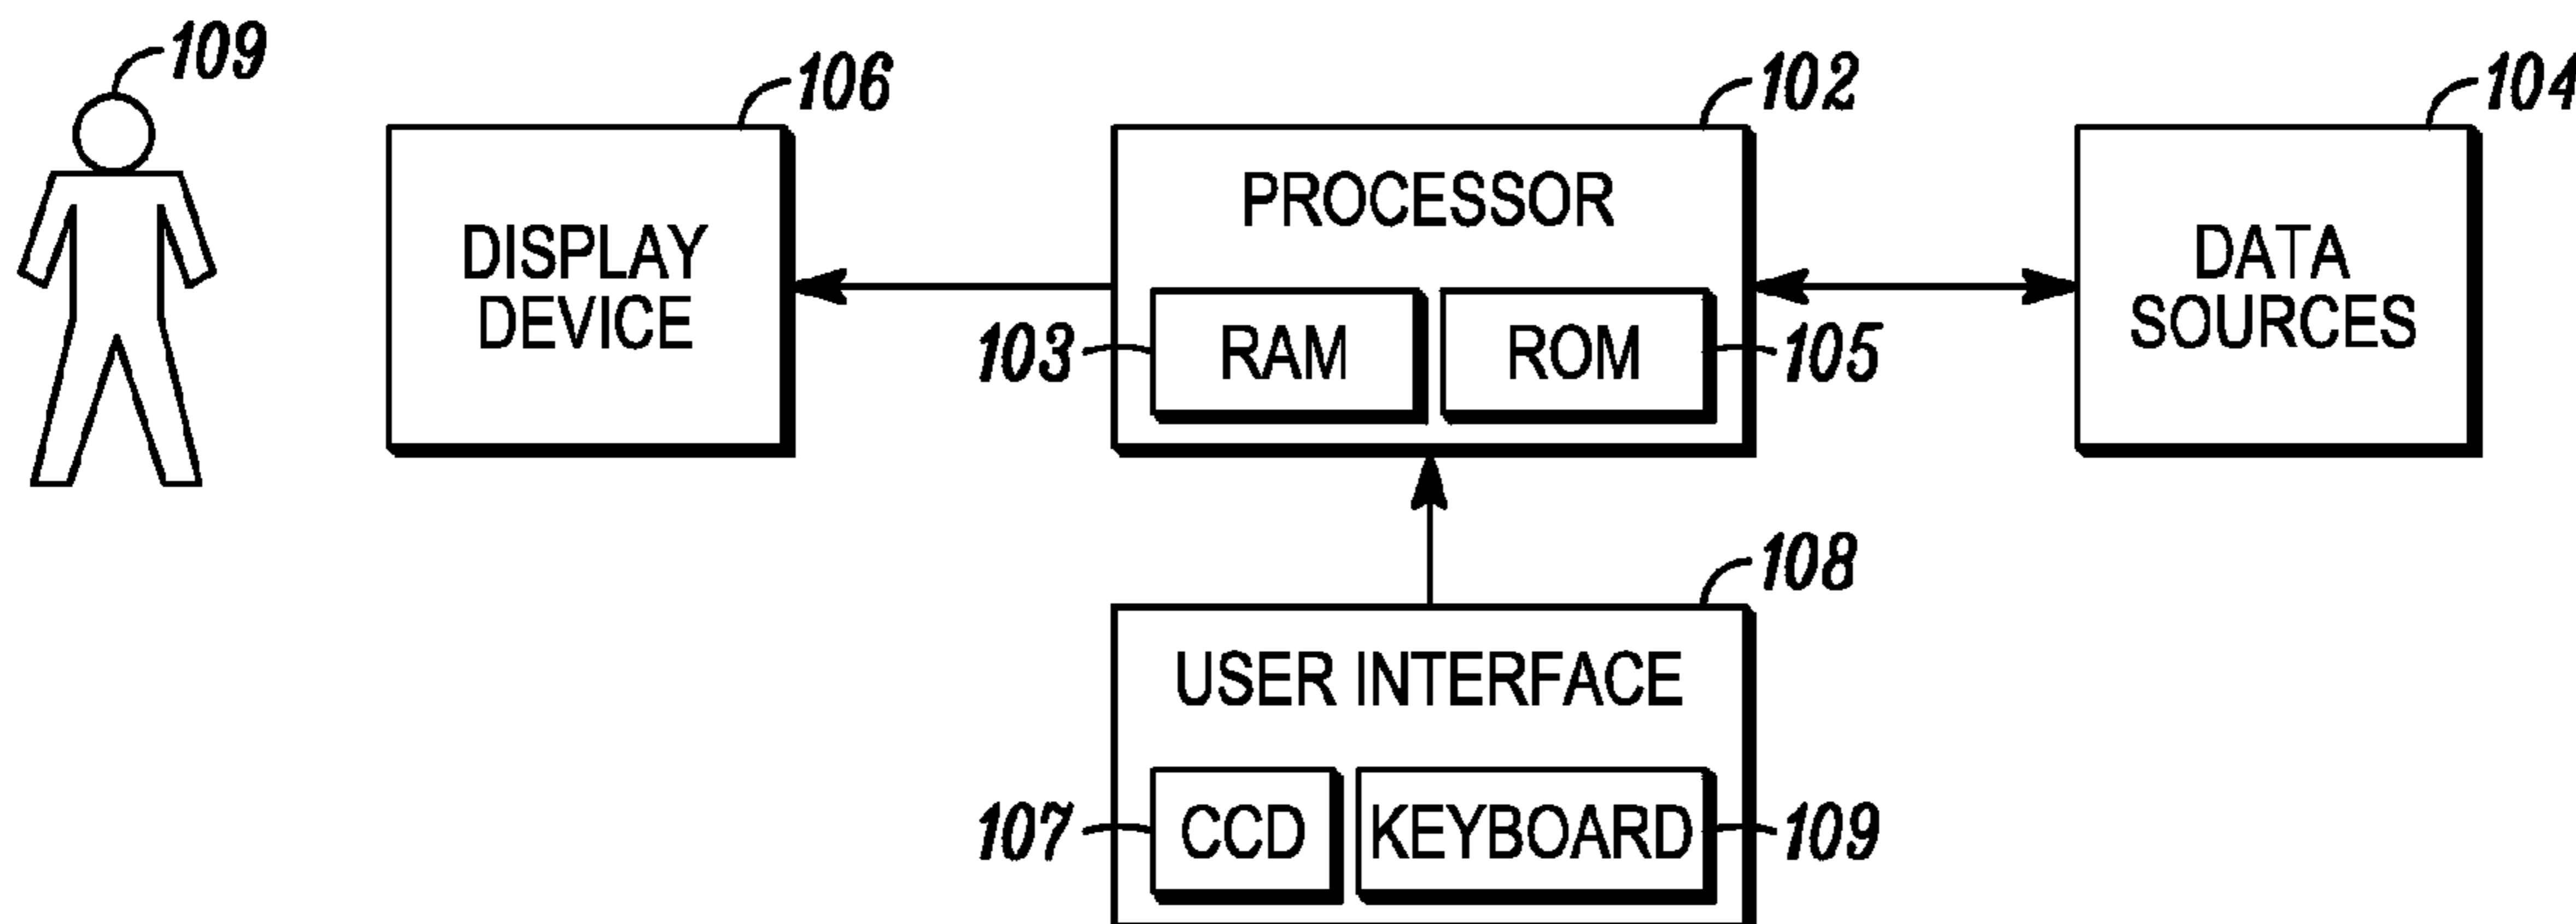 109
106
102
104
PROCESSOR
DISPLAY
DEVICE
DATA
SOURCES
103
RAM
ROM
105
108
USER INTERFACE
107
CCD
KEYBOARD
109